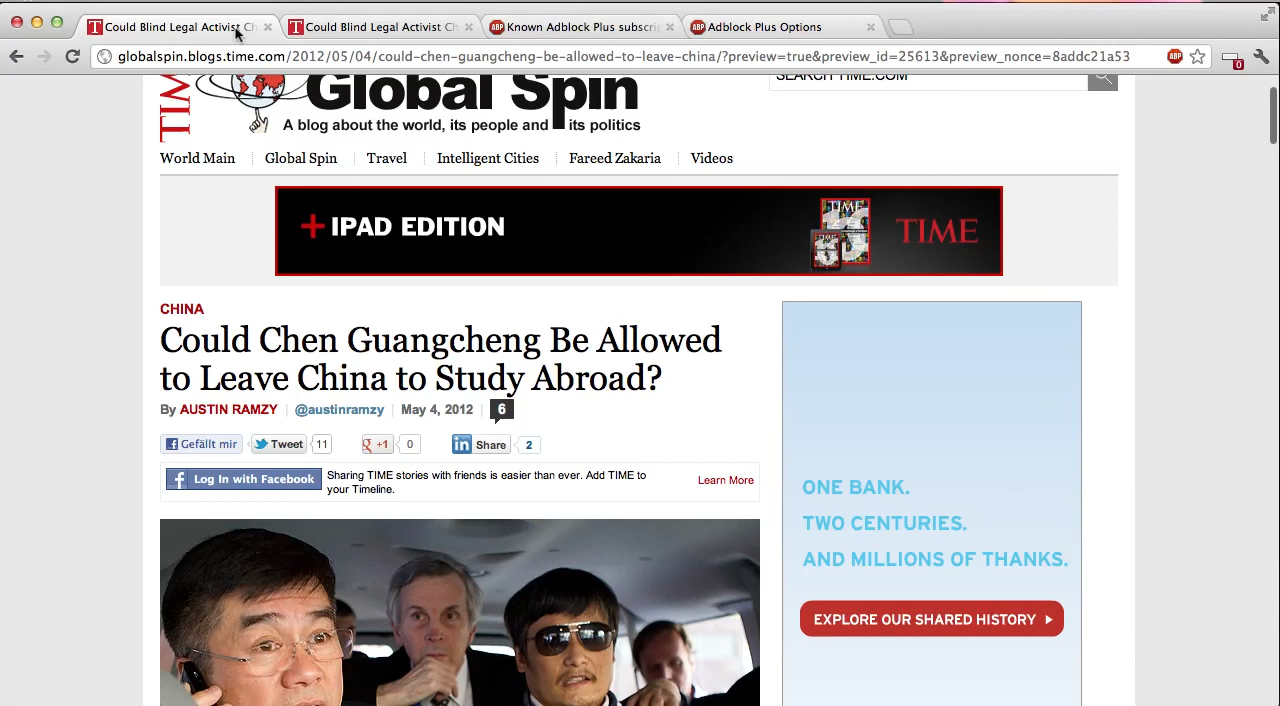 Could Blind Legal Activist Ch
Could Blind Legal Activist Ch
Known Adblock Plus subscrip
Adblock Plus Options
globalspin.blogs.time.com/2012/05/04/could-chen-guangcheng-be-allowed-to-leave-china/?preview=true&preview_id=25613&preview_nonce=8addc21a53
ABP
0
TIM
Global Spin
SEARCH TIME.COM
A blog about the world, its people and its politics
World Main
Global Spin
Travel
Intelligent Cities
Fareed Zakaria
Videos
+ IPAD EDITION
TIME
TIME
CHINA
Could Chen Guangcheng Be Allowed
to Leave China to Study Abroad?
By AUSTIN RAMZY
@austinramzy
May 4, 2012
6
Gefällt mir
Tweet
11
+1
0
in Share
2
Log In with Facebook
Sharing TIME stories with friends is easier than ever. Add TIME to
your Timeline.
Learn More
ONE BANK.
TWO CENTURIES.
AND MILLIONS OF THANKS.
EXPLORE OUR SHARED HISTORY